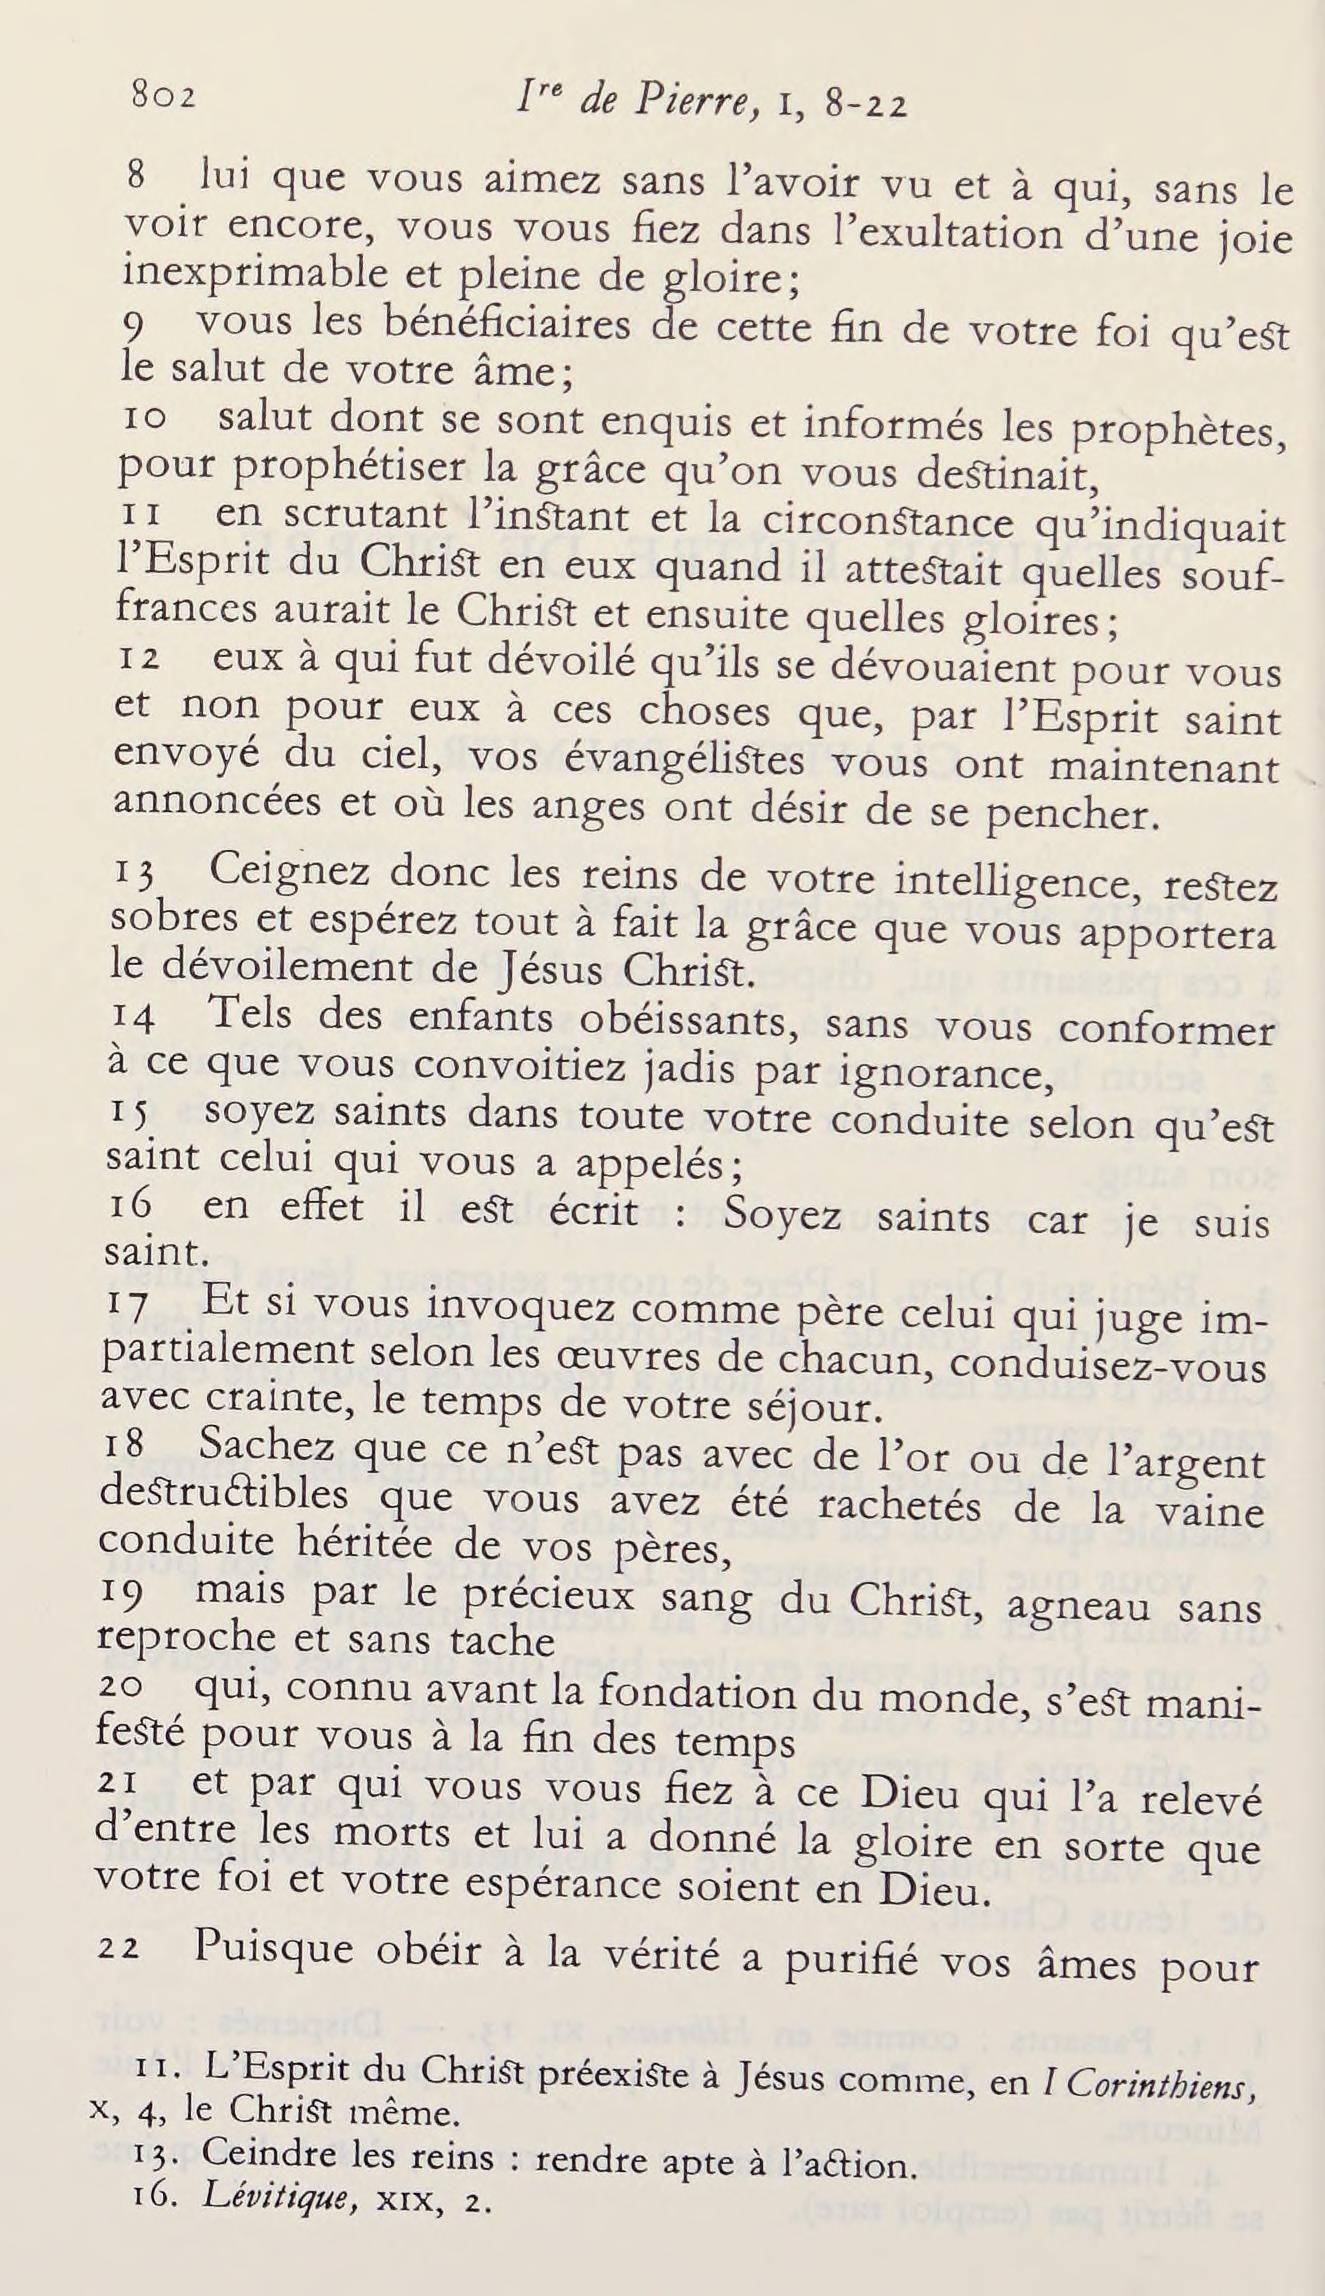 802
Ire de Pierre, I, 8-22
8 lui que vous aimez sans l’avoir vu et à qui, sans le
voir encore, vous vous fiez dans l’exultation d’une joie
inexprimable et pleine de gloire;
9 vous les bénéficiaires de cette fin de votre foi qu’est
le salut de votre âme;
10 salut dont se sont enquis et informés les prophètes,
pour prophétiser la grâce qu’on vous destinait,
11 en scrutant l’instant et la circonstance qu’indiquait
l’Esprit du Christ en eux quand il attestait quelles souf-
frances aurait le Christ et ensuite quelles gloires;
12 eux à qui fut dévoilé qu’ils se dévouaient pour vous
et non pour eux à ces choses que, par l’Esprit saint
envoyé du ciel, vos évangélistes vous ont maintenant
annoncées et où les anges ont désir de se pencher.
13 Ceignez donc les reins de votre intelligence, restez
sobres et espérez tout à fait la grâce que vous apportera
le dévoilement de Jésus Christ.
14 Tels des enfants obéissants, sans vous conformer
à ce que vous convoitiez jadis par ignorance,
15 soyez saints dans toute votre conduite selon qu’est
saint celui qui vous a appelés;
16 en effet il est écrit : Soyez saints car je suis
saint.
17 Et si vous invoquez comme père celui qui juge im-
partialement selon les œuvres de chacun, conduisez-vous
avec crainte, le temps de votre séjour.
18 Sachez que ce n’est pas avec de l’or ou de l’argent
destructibles que vous avez été rachetés de la vaine
conduite héritée de vos pères,
19 mais par le précieux sang du Christ, agneau sans
reproche et sans tache
20 qui, connu avant la fondation du monde, s’est mani-
festé pour vous à la fin des temps
21 et par qui vous vous fiez à ce Dieu qui l’a relevé
d’entre les morts et lui a donné la gloire en sorte que
votre foi et votre espérance soient en Dieu.
22 Puisque obéir à la vérité a purifié vos âmes pour
11. L’Esprit du Christ préexiste à Jésus comme, en I Corinthiens,
X, 4, le Christ même.
13. Ceindre les reins : rendre apte à l’action.
16. Lévitique, XIX, 2.